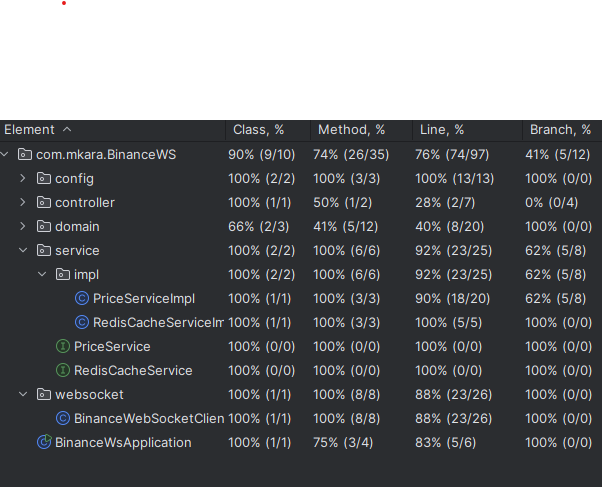 Element Class, % Method, % Line, % Branch, %
com.mkara.BinanceWS 90% (9/10) 74% (26/35) 76% (74/97) 41% (5/12)
config 100% (2/2) 100% (3/3) 100% (13/13) 100% (0/0)
controller 100% (1/1) 50% (1/2) 28% (2/7) 0% (0/4)
domain 66% (2/3) 41% (5/12) 40% (8/20) 100% (0/0)
service 100% (2/2) 100% (6/6) 92% (23/25) 62% (5/8)
impl 100% (2/2) 100% (6/6) 92% (23/25) 62% (5/8)
PriceServiceImpl 100% (1/1) 100% (3/3) 90% (18/20) 62% (5/8)
RedisCacheServiceIm 100% (1/1) 100% (3/3) 100% (5/5) 100% (0/0)
PriceService 100% (0/0) 100% (0/0) 100% (0/0) 100% (0/0)
RedisCacheService 100% (0/0) 100% (0/0) 100% (0/0) 100% (0/0)
websocket 100% (1/1) 100% (8/8) 88% (23/26) 100% (0/0)
BinanceWebSocketClien 100% (1/1) 100% (8/8) 88% (23/26) 100% (0/0)
BinanceWsApplication 100% (1/1) 75% (3/4) 83% (5/6) 100% (0/0)